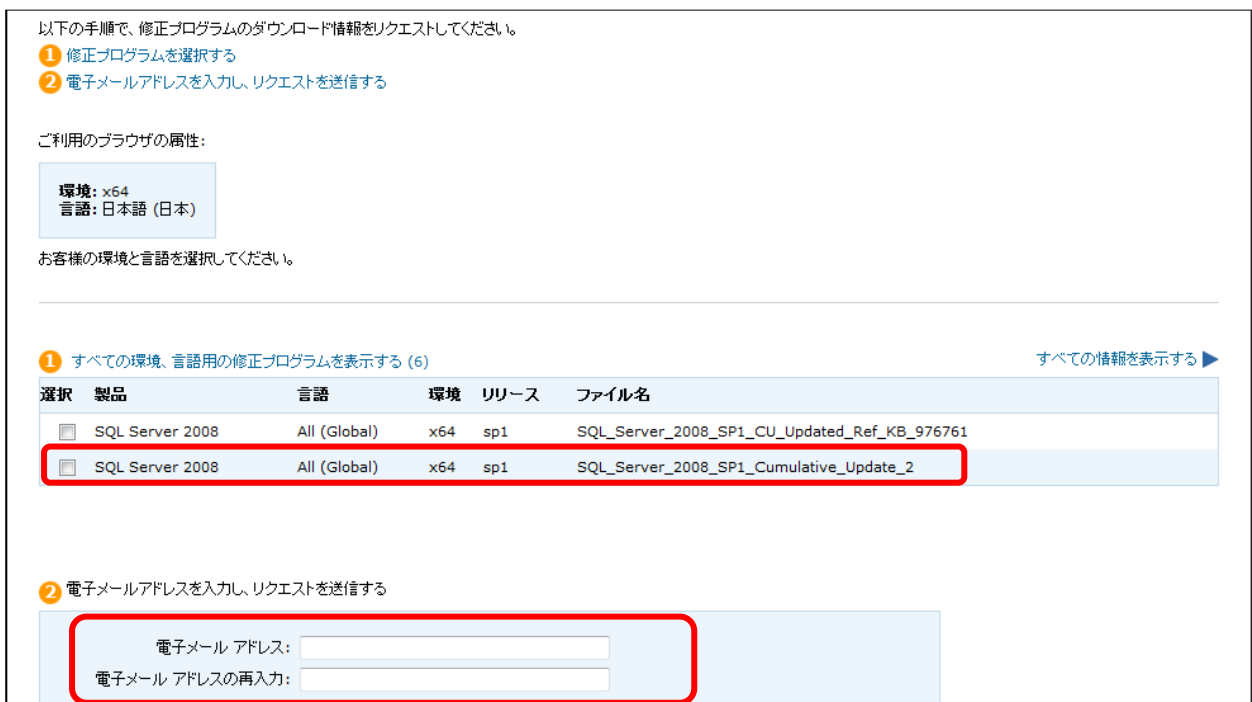 以下の手順で、修正プログラムのダウンロード情報をリクエストしてください。
1 修正プログラムを選択する
2 電子メールアドレスを入力し、リクエストを送信する
ご利用のブラウザの属性:
環境: x64
言語: 日本語 (日本)
お客様の環境と言語を選択してください。
1 すべての環境、言語用の修正プログラムを表示する (6) すべての情報を表示する
選択 製品 言語 環境 リリース ファイル名
SQL Server 2008 All (Global) x64 sp1 SQL_Server_2008_SP1_CU_Updated_Ref_KB_976761
SQL Server 2008 All (Global) x64 sp1 SQL_Server_2008_SP1_Cumulative_Update_2
2 電子メールアドレスを入力し、リクエストを送信する
電子メール アドレス:
電子メール アドレスの再入力: